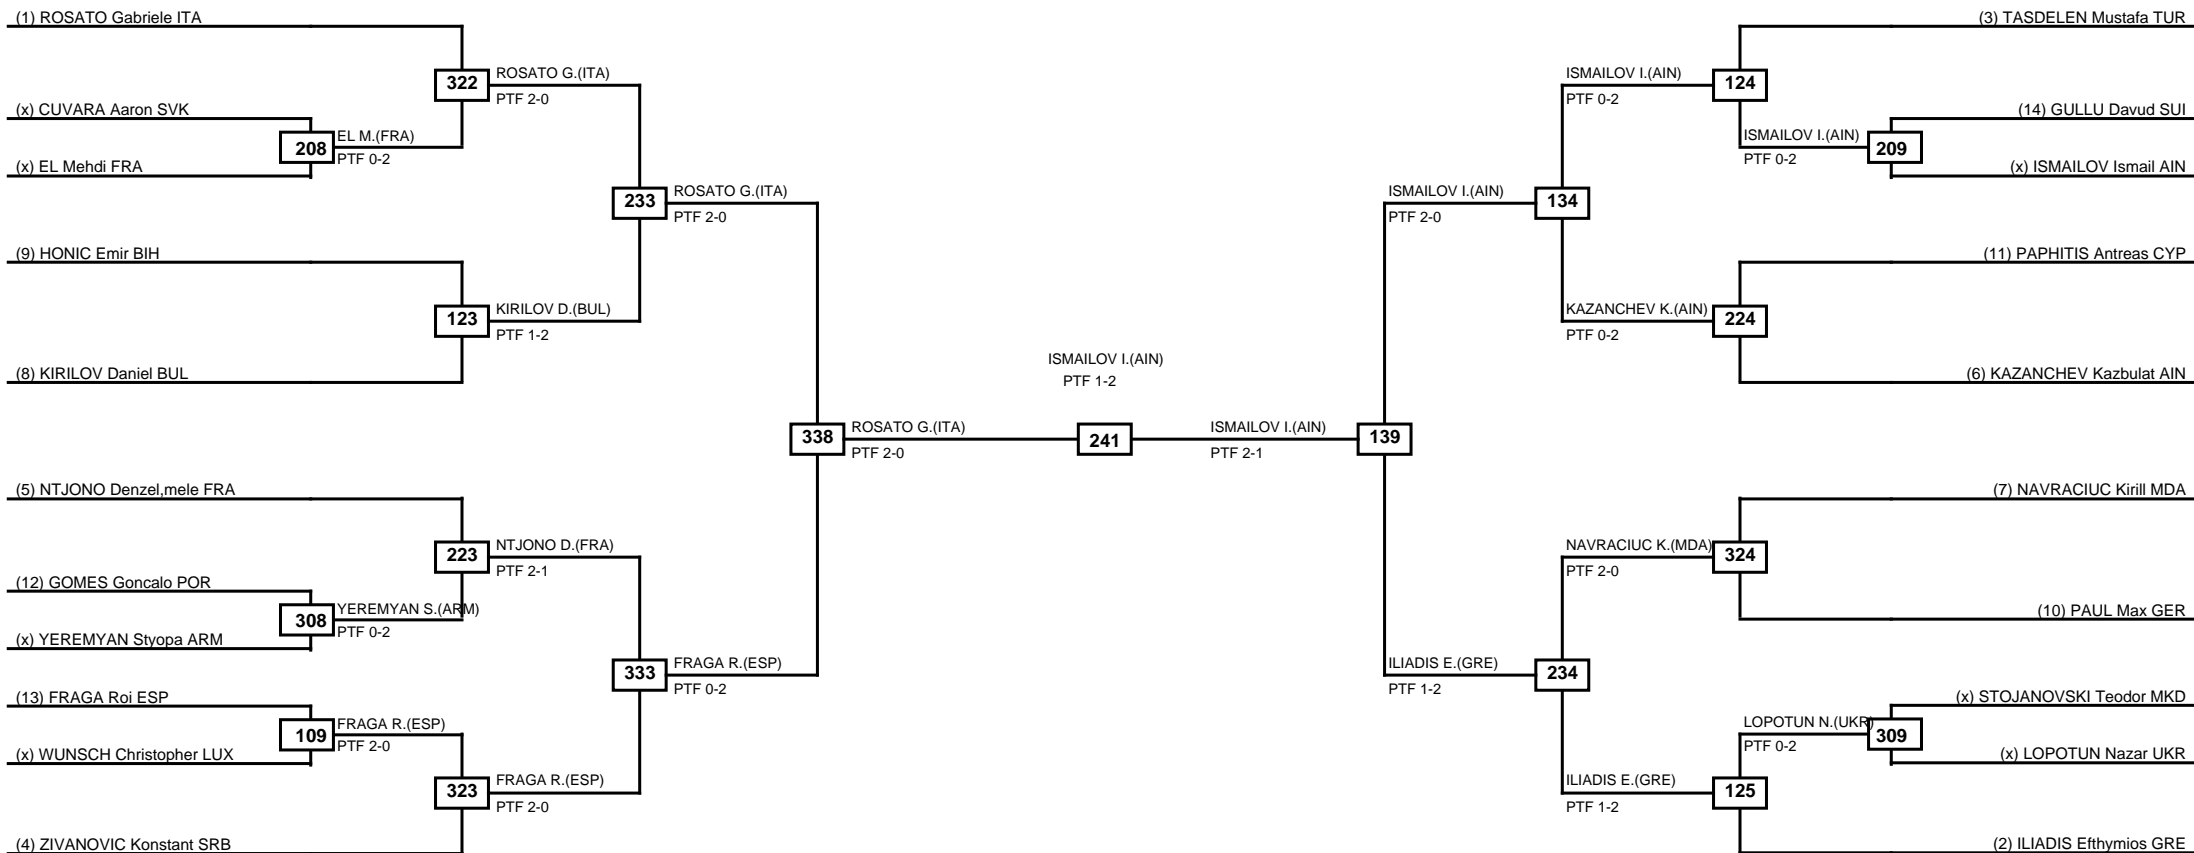 (1) ROSATO Gabriele ITA
(x) CUVARA Aaron SVK
(x) EL Mehdi FRA
(9) HONIC Emir BIH
(8) KIRILOV Daniel BUL
(5) NTJONO Denzel,mele FRA
(12) GOMES Goncalo POR
(x) YEREMYAN Styopa ARM
(13) FRAGA Roi ESP
(x) WUNSCH Christopher LUX
(4) ZIVANOVIC Konstant SRB
208
EL M.(FRA)
PTF 0-2
308
YEREMYAN S.(ARM)
PTF 0-2
109
FRAGA R.(ESP)
PTF 2-0
322
ROSATO G.(ITA)
PTF 2-0
123
KIRILOV D.(BUL)
PTF 1-2
223
NTJONO D.(FRA)
PTF 2-1
323
FRAGA R.(ESP)
PTF 2-0
233
ROSATO G.(ITA)
PTF 2-0
333
FRAGA R.(ESP)
PTF 0-2
338
ROSATO G.(ITA)
PTF 2-0
ISMAILOV I.(AIN)
PTF 1-2
241
ISMAILOV I.(AIN)
PTF 2-1
139
ISMAILOV I.(AIN)
PTF 2-0
134
ILIADIS E.(GRE)
PTF 1-2
234
ISMAILOV I.(AIN)
PTF 0-2
124
KAZANCHEV K.(AIN)
PTF 0-2
224
NAVRACIUC K.(MDA)
PTF 2-0
324
ILIADIS E.(GRE)
PTF 1-2
125
ISMAILOV I.(AIN)
PTF 0-2
209
LOPOTUN N.(UKR)
PTF 0-2
309
(3) TASDELEN Mustafa TUR
(14) GULLU Davud SUI
(x) ISMAILOV Ismail AIN
(11) PAPHITIS Antreas CYP
(6) KAZANCHEV Kazbulat AIN
(7) NAVRACIUC Kirill MDA
(10) PAUL Max GER
(x) STOJANOVSKI Teodor MKD
(x) LOPOTUN Nazar UKR
(2) ILIADIS Efthymios GRE